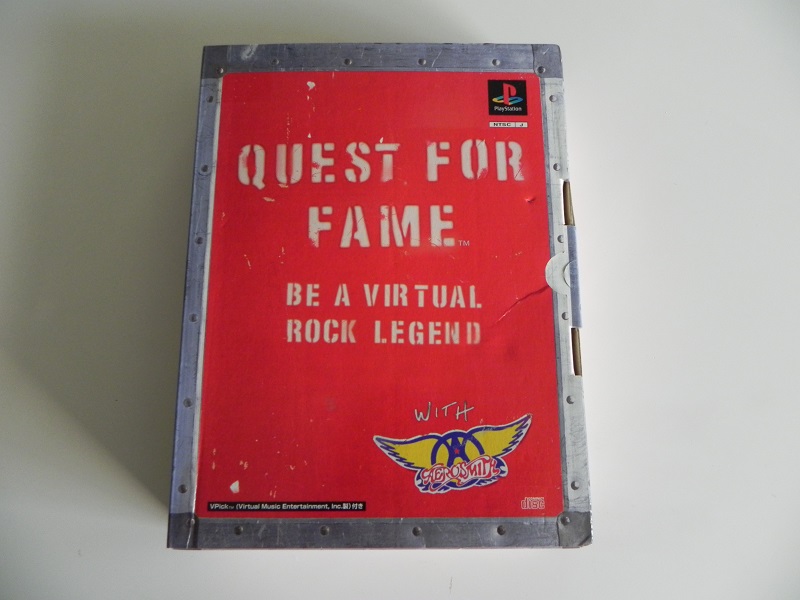 PlayStation
NTSC J
QUEST FOR
FAME™
BE A VIRTUAL
ROCK LEGEND
WITH
AEROSMITH
VPick™ (Virtual Music Entertainment, Inc.製) 付き
COMPACT
disc